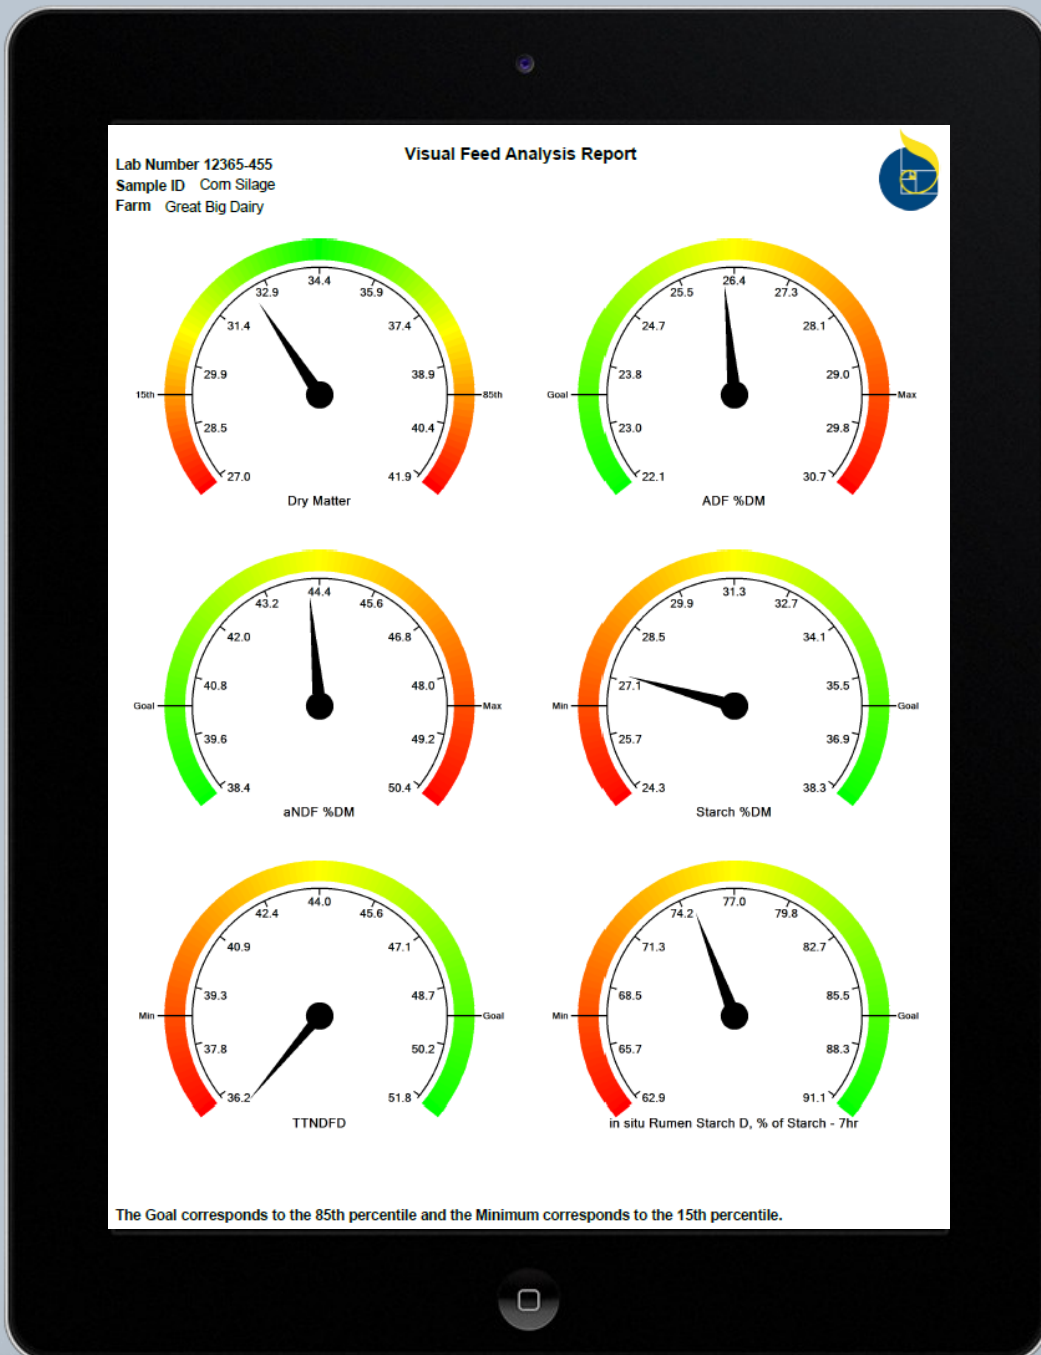 Visual Feed Analysis Report
Lab Number 12365-455
Sample ID Corn Silage
Farm Great Big Dairy
34.4
32.9
35.9
31.4
37.4
29.9
38.9
15th
85th
28.5
40.4
27.0
41.9
Dry Matter
26.4
25.5
27.3
24.7
28.1
23.8
29.0
Goal
Max
23.0
29.8
22.1
30.7
ADF %DM
44.4
43.2
45.6
42.0
46.8
40.8
48.0
Goal
Max
39.6
49.2
38.4
50.4
aNDF %DM
31.3
29.9
32.7
28.5
34.1
27.1
35.5
Min
Goal
25.7
36.9
24.3
38.3
Starch %DM
44.0
42.4
45.6
40.9
47.1
39.3
48.7
Min
Goal
37.8
50.2
36.2
51.8
TTNDFD
77.0
74.2
79.8
71.3
82.7
68.5
85.5
Min
Goal
65.7
88.3
62.9
91.1
in situ Rumen Starch D, % of Starch - 7hr
The Goal corresponds to the 85th percentile and the Minimum corresponds to the 15th percentile.